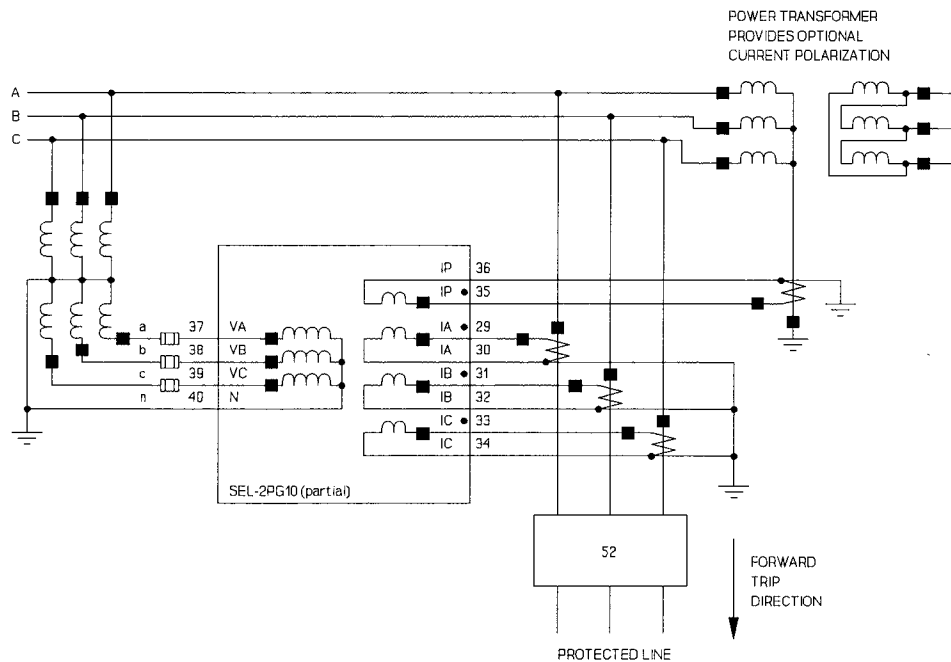 POWER TRANSFORMER
PROVIDES OPTIONAL
CURRENT POLARIZATION
A
B
C
IP 36
IP 35
a 37 VA
IA 29
b 38 VB
IA 30
c 39 VC
IB 31
n 40 N
IB 32
IC 33
IC 34
SEL-2PG10 (partial)
52
FORWARD
TRIP
DIRECTION
PROTECTED LINE